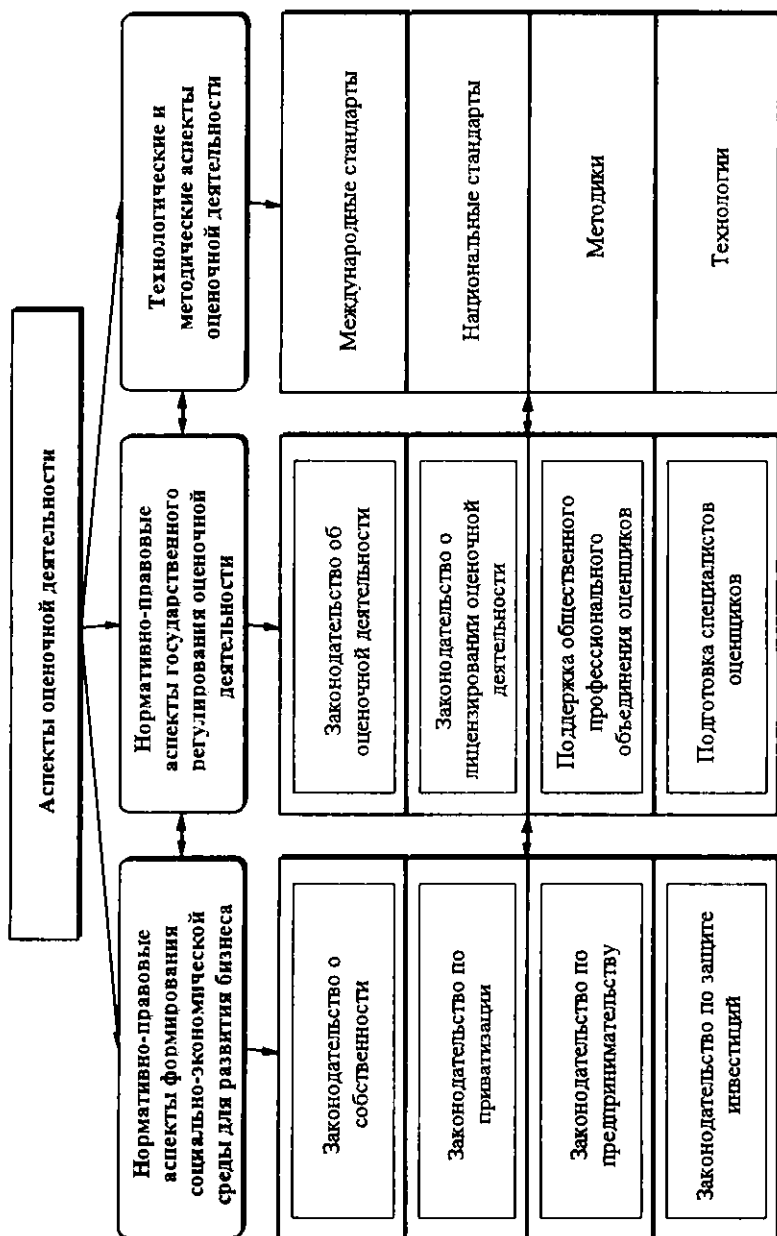 Аспекты оценочной деятельности
Нормативно-правовые
аспекты формирования
социально-экономической
среды для развития бизнеса
Нормативно-правовые
аспекты государственного
регулирования оценочной
деятельности
Технологические и
методические аспекты
оценочной деятельности
Законодательство о
собственности
Законодательство по
приватизации
Законодательство по
предпринимательству
Законодательство по защите
инвестиций
Законодательство об
оценочной деятельности
Законодательство о
лицензировании оценочной
деятельности
Поддержка общественного
профессионального
объединения оценщиков
Подготовка специалистов
оценщиков
Международные стандарты
Национальные стандарты
Методики
Технологии